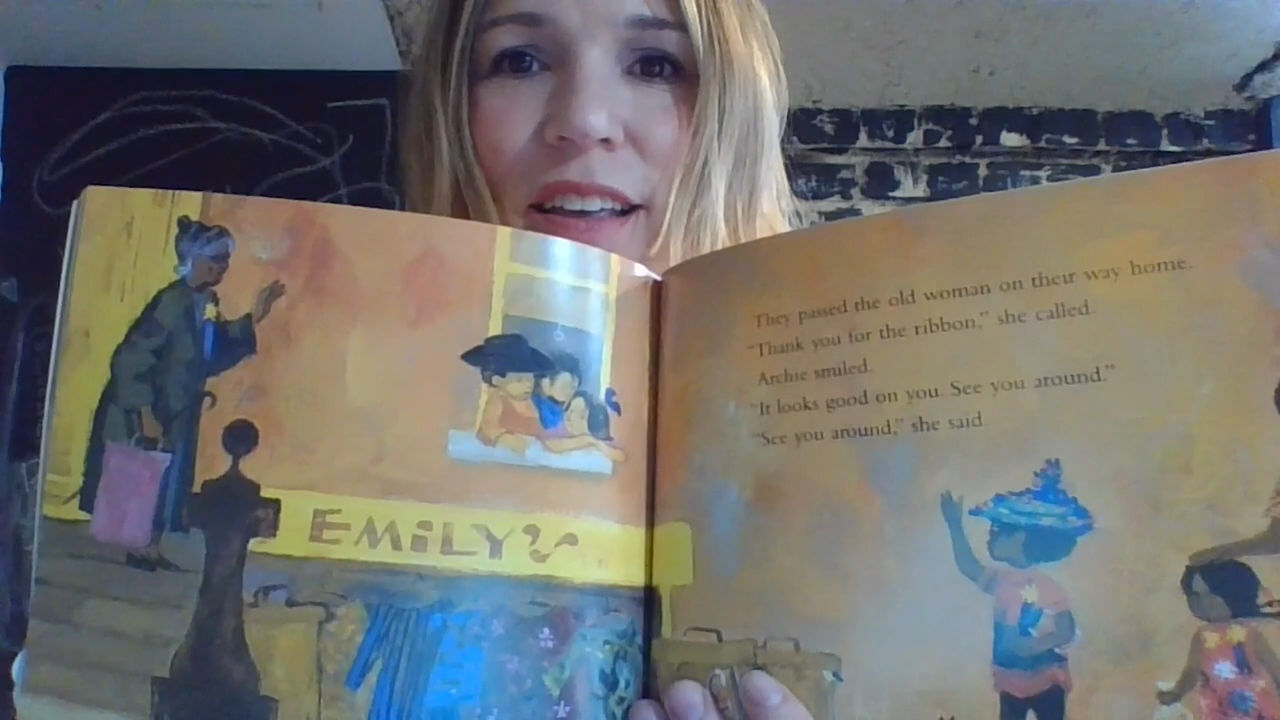 EMiLY'S
They passed the old woman on their way home.
"Thank you for the ribbon," she called.
Archie smiled.
"It looks good on you. See you around."
"See you around," she said.